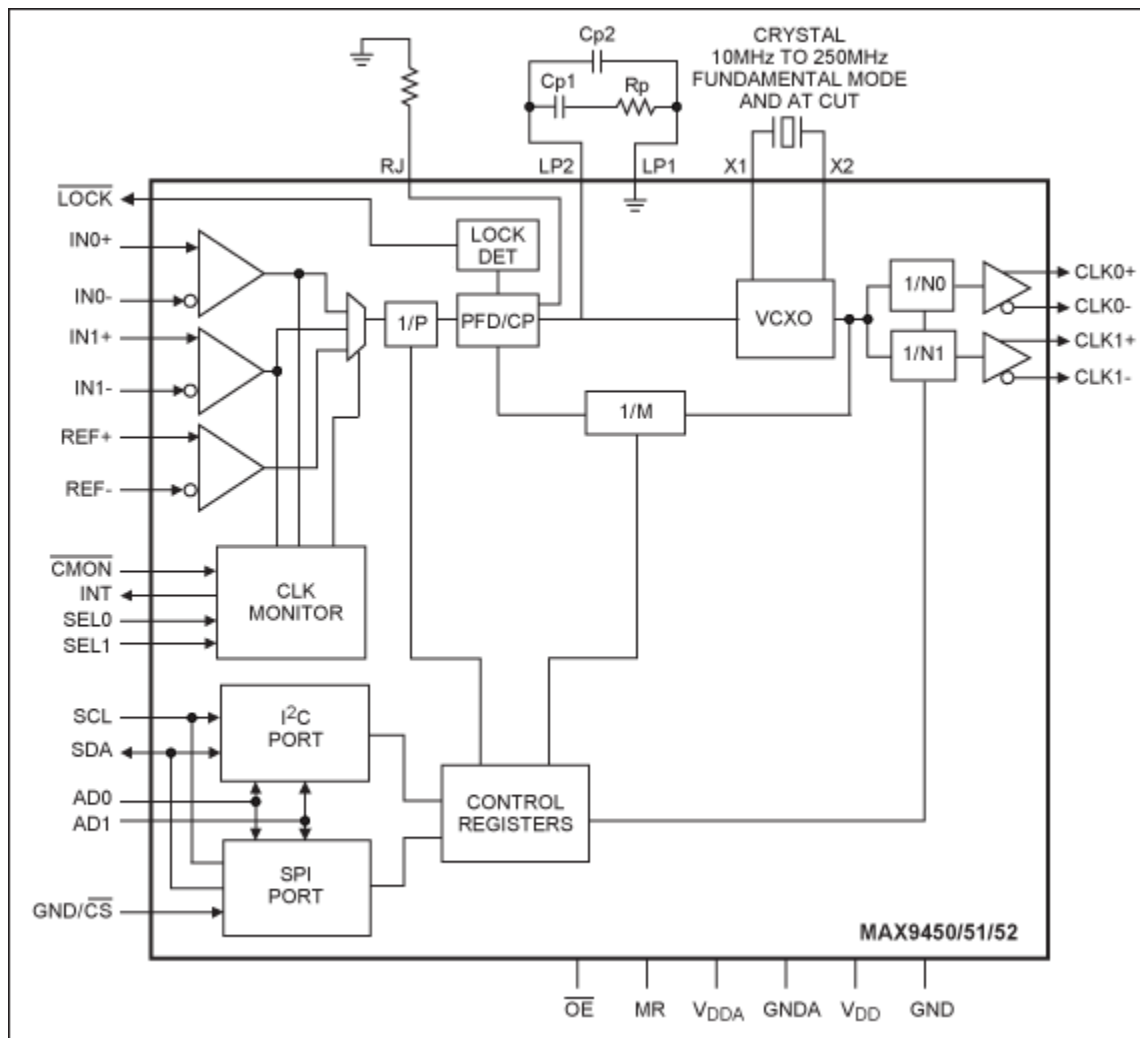 CRYSTAL
10MHz TO 250MHz
FUNDAMENTAL MODE
AND AT CUT
Cp2
Cp1
Rp
RJ
LP2
LP1
X1
X2
LOCK
IN0+
IN0-
IN1+
IN1-
REF+
REF-
LOCK
DET
1/P
PFD/CP
VCXO
1/N0
1/N1
CLK0+
CLK0-
CLK1+
CLK1-
1/M
CMON
INT
SEL0
SEL1
CLK
MONITOR
SCL
SDA
AD0
AD1
GND/CS
I²C
PORT
SPI
PORT
CONTROL
REGISTERS
MAX9450/51/52
OE
MR
VDDA
GNDA
VDD
GND